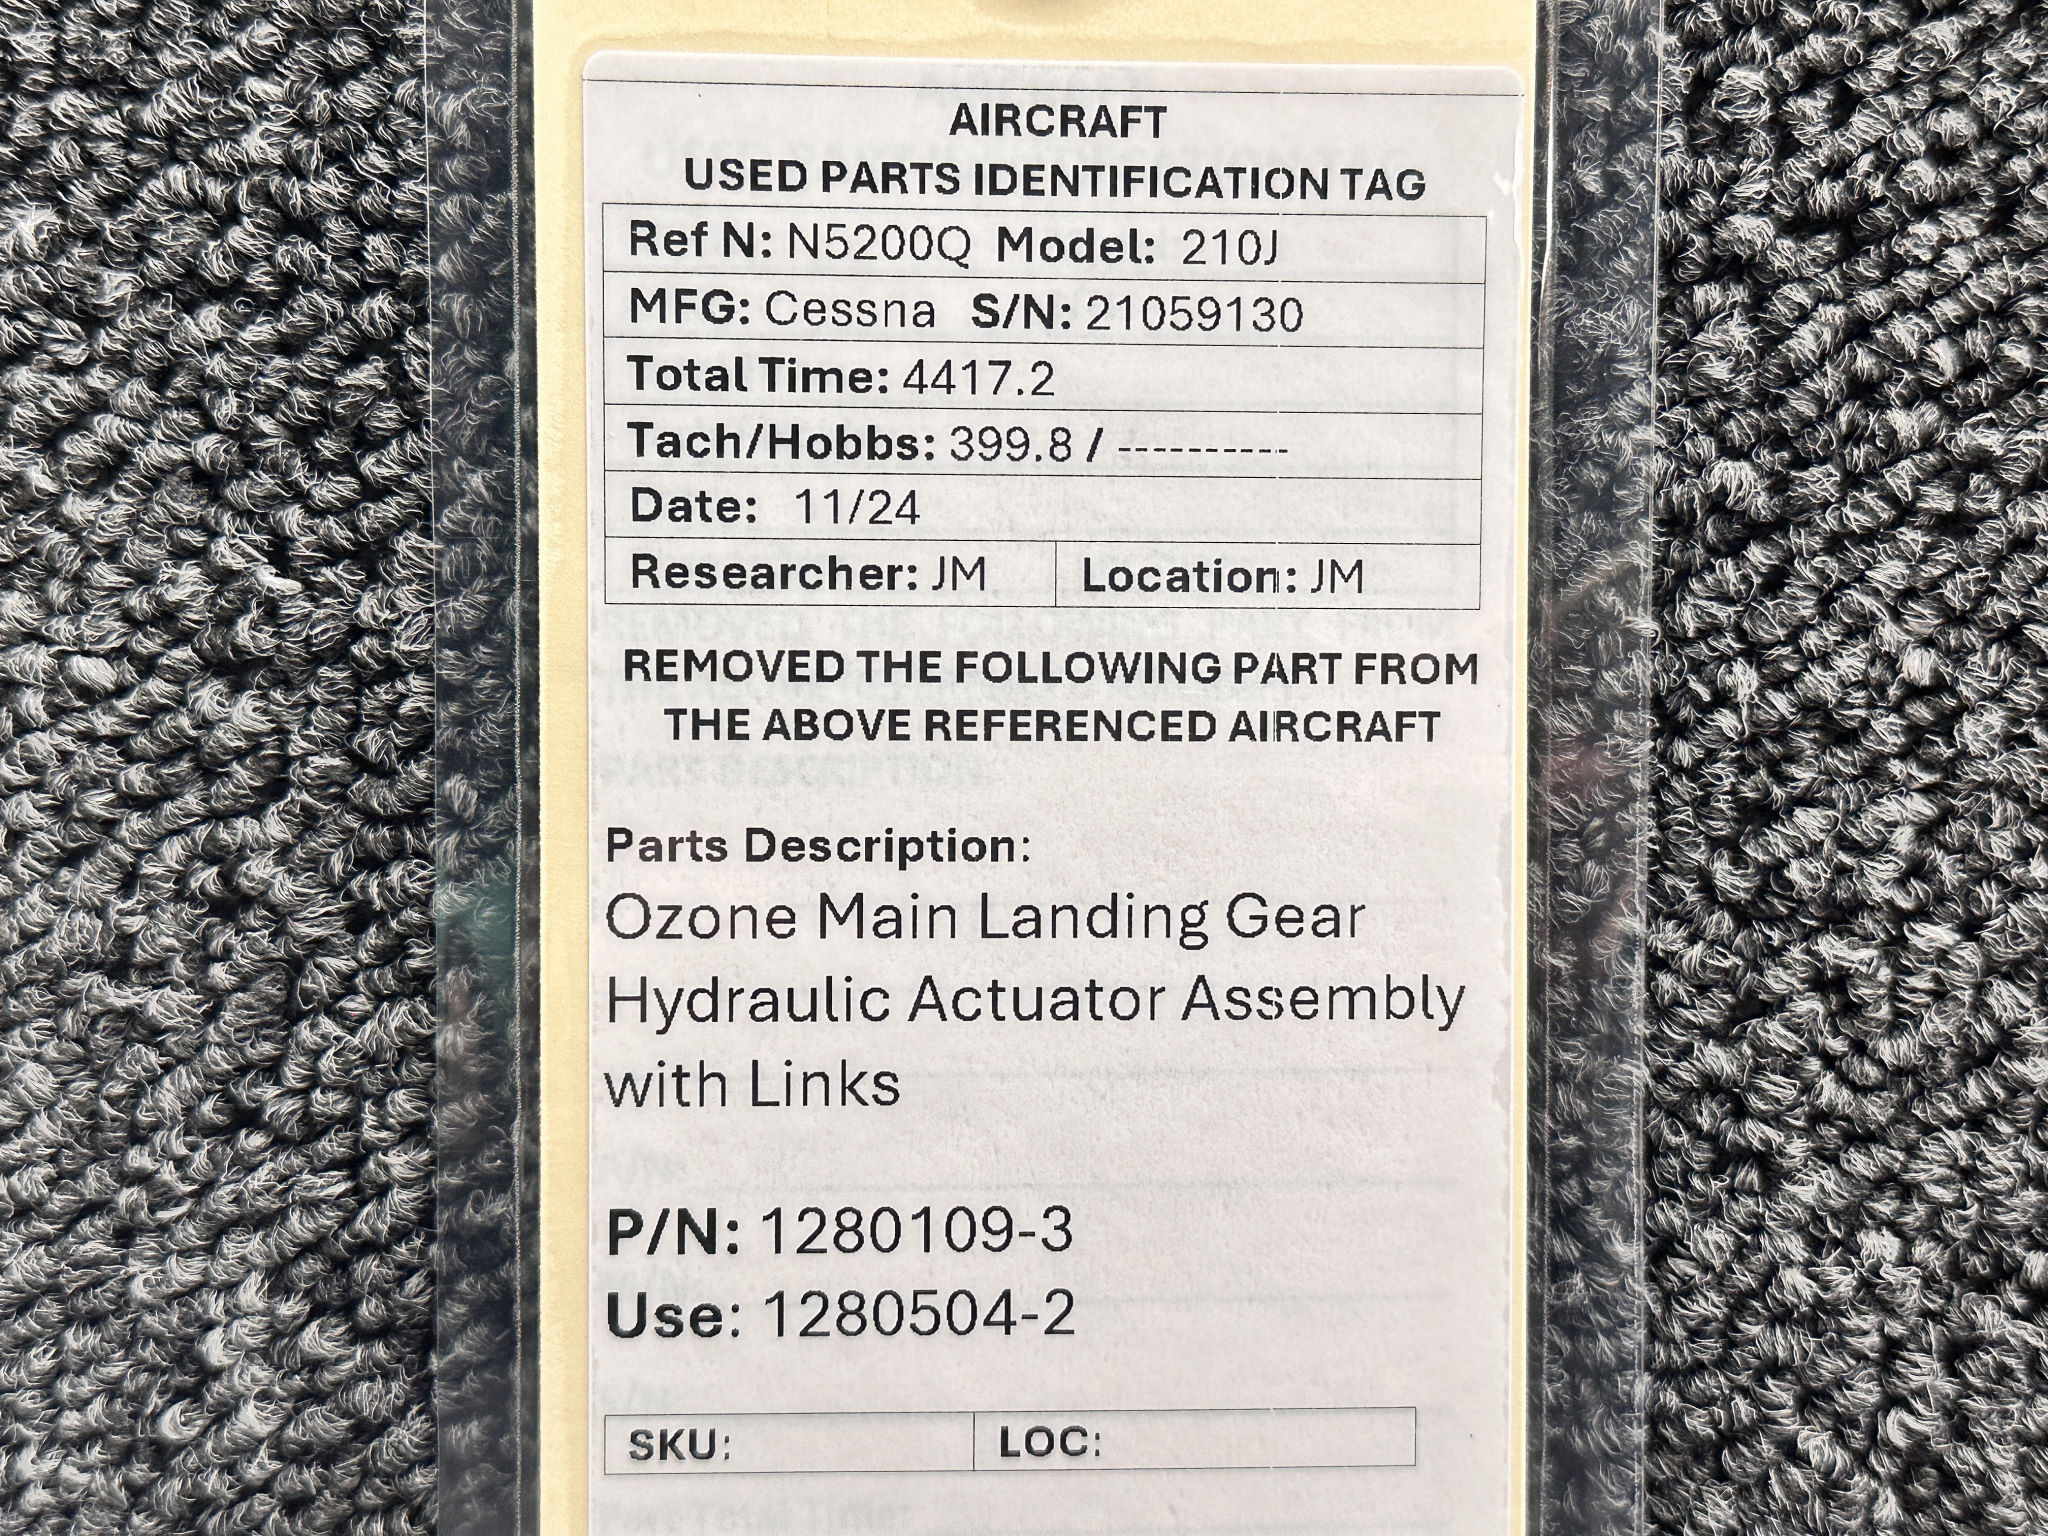 AIRCRAFT
USED PARTS IDENTIFICATION TAG
Ref N: N5200Q Model: 210J
MFG: Cessna S/N: 21059130
Total Time: 4417.2
Tach/Hobbs: 399.8 / ----------
Date: 11/24
Researcher: JM Location: JM
REMOVED THE FOLLOWING PART FROM
THE ABOVE REFERENCED AIRCRAFT
Parts Description:
Ozone Main Landing Gear
Hydraulic Actuator Assembly
with Links
P/N: 1280109-3
Use: 1280504-2
SKU: LOC: